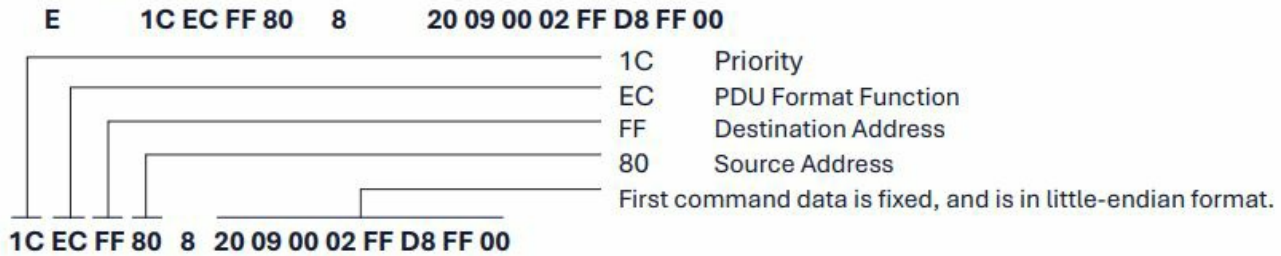 E 1C EC FF 80 8 20 09 00 02 FF D8 FF 00
1C Priority
EC PDU Format Function
FF Destination Address
80 Source Address
First command data is fixed, and is in little-endian format.
1C EC FF 80 8 20 09 00 02 FF D8 FF 00